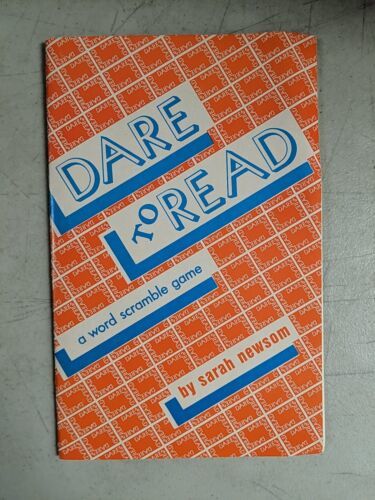 DARE
TO READ
a word scramble game
by sarah newsom